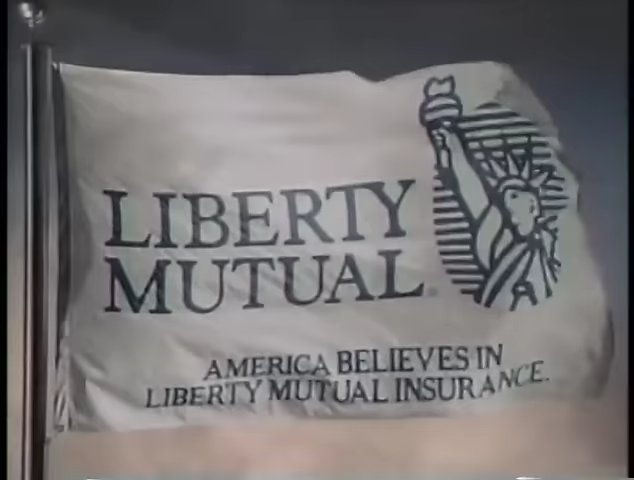 LIBERTY
MUTUAL®
AMERICA BELIEVES IN
LIBERTY MUTUAL INSURANCE.